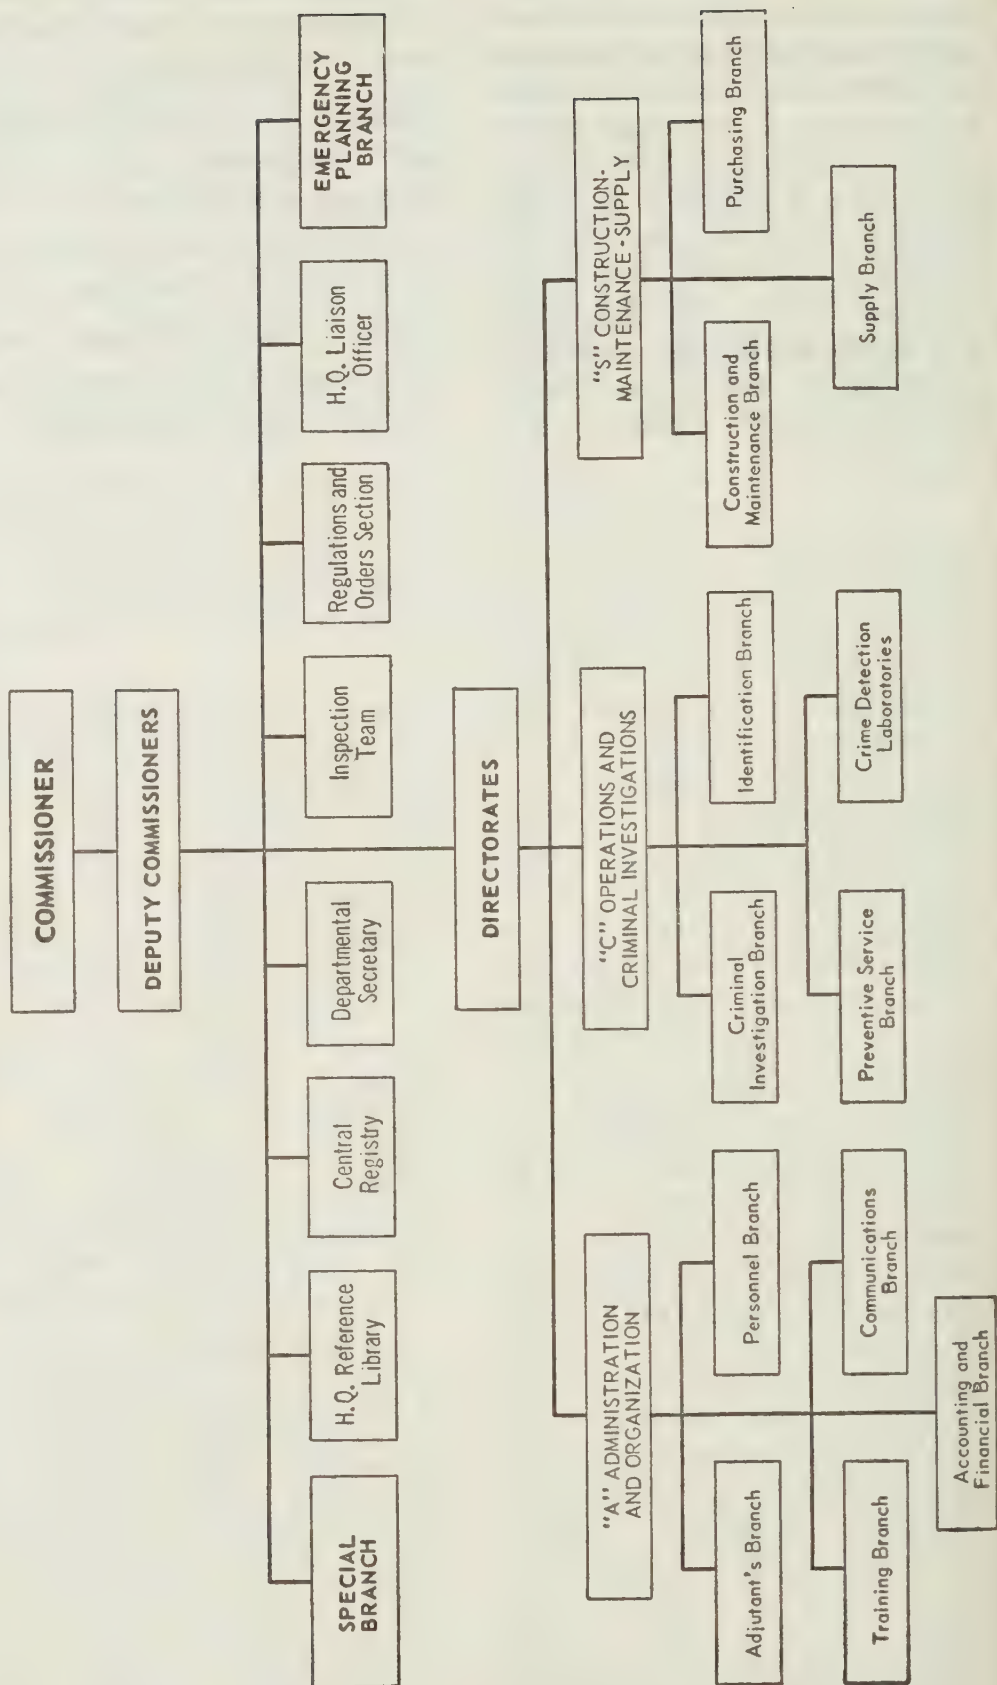 COMMISSIONER
DEPUTY COMMISSIONERS
SPECIAL
BRANCH
H.Q. Reference
Library
Central
Registry
Departmental
Secretary
Inspection
Team
Regulations and
Orders Section
H.Q. Liaison
Officer
EMERGENCY
PLANNING
BRANCH
DIRECTORATES
"A" ADMINISTRATION
AND ORGANIZATION
"C" OPERATIONS AND
CRIMINAL INVESTIGATIONS
"S" CONSTRUCTION-
MAINTENANCE-SUPPLY
Adjutant's Branch
Personnel Branch
Criminal
Investigation Branch
Identification Branch
Construction and
Maintenance Branch
Purchasing Branch
Training Branch
Communications
Branch
Preventive Service
Branch
Crime Detection
Laboratories
Supply Branch
Accounting and
Financial Branch